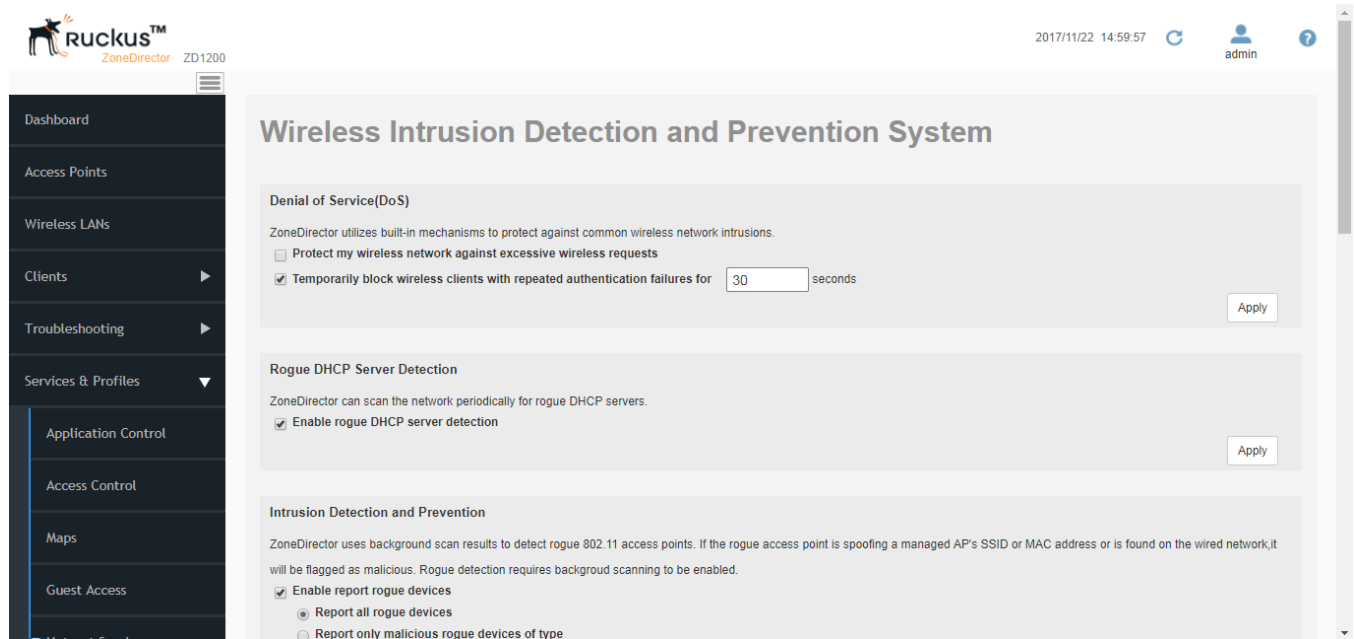 Ruckus™
ZoneDirector ZD1200
2017/11/22 14:59:57
admin
?
Dashboard
Access Points
Wireless LANs
Clients
Troubleshooting
Services & Profiles
Application Control
Access Control
Maps
Guest Access
Wireless Intrusion Detection and Prevention System
Denial of Service(DoS)
ZoneDirector utilizes built-in mechanisms to protect against common wireless network intrusions.
Protect my wireless network against excessive wireless requests
Temporarily block wireless clients with repeated authentication failures for 30 seconds
Apply
Rogue DHCP Server Detection
ZoneDirector can scan the network periodically for rogue DHCP servers.
Enable rogue DHCP server detection
Apply
Intrusion Detection and Prevention
ZoneDirector uses background scan results to detect rogue 802.11 access points. If the rogue access point is spoofing a managed AP's SSID or MAC address or is found on the wired network,it
will be flagged as malicious. Rogue detection requires backgroud scanning to be enabled.
Enable report rogue devices
Report all rogue devices
Report only malicious rogue devices of type